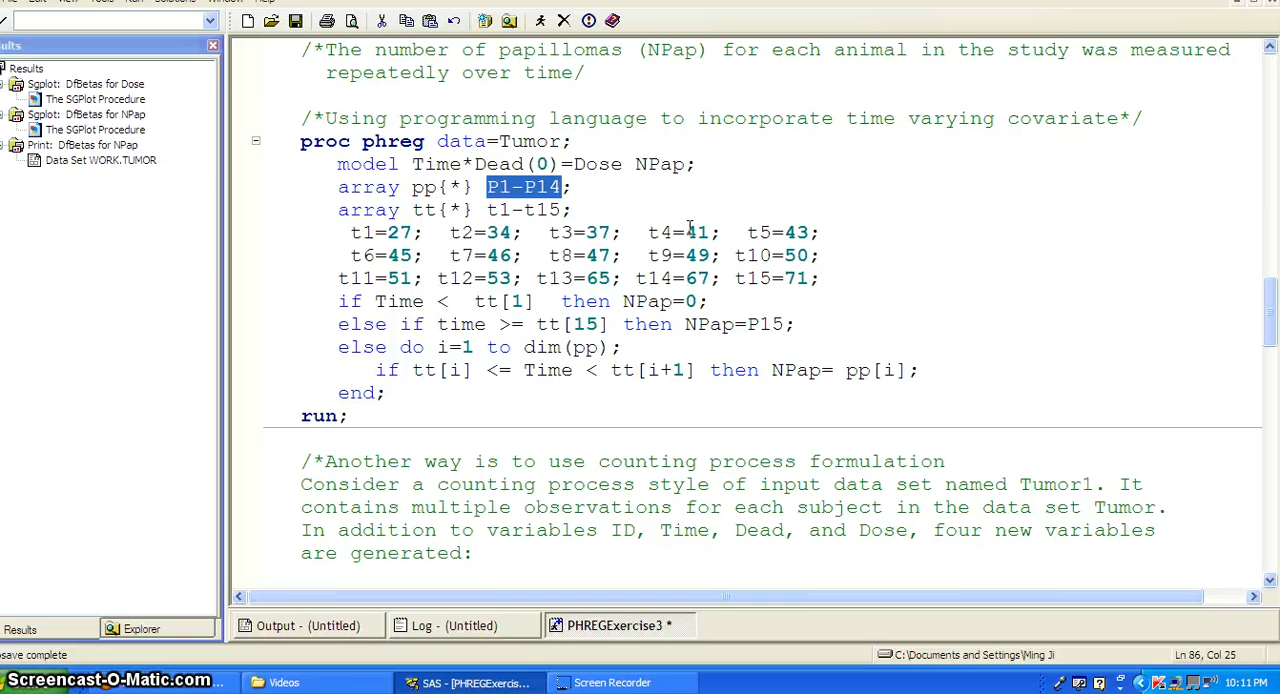 ults
Results
Sgplot: DfBetas for Dose
The SGPlot Procedure
Sgplot: DfBetas for NPap
The SGPlot Procedure
Print: DfBetas for NPap
Data Set WORK.TUMOR
/*The number of papillomas (NPap) for each animal in the study was measured
repeatedly over time/
/*Using programming language to incorporate time varying covariate*/
proc phreg data=Tumor;
model Time*Dead(0)=Dose NPap;
array pp{*} P1-P14;
array tt{*} t1-t15;
t1=27; t2=34; t3=37; t4=41; t5=43;
t6=45; t7=46; t8=47; t9=49; t10=50;
t11=51; t12=53; t13=65; t14=67; t15=71;
if Time < tt[1] then NPap=0;
else if time >= tt[15] then NPap=P15;
else do i=1 to dim(pp);
if tt[i] <= Time < tt[i+1] then NPap= pp[i];
end;
run;
/*Another way is to use counting process formulation
Consider a counting process style of input data set named Tumor1. It
contains multiple observations for each subject in the data set Tumor.
In addition to variables ID, Time, Dead, and Dose, four new variables
are generated:
Results Explorer
Output - (Untitled) Log - (Untitled) PHREGExercise3 *
osave complete C:\Documents and Settings\Ming Ji Ln 86, Col 25
Screencast-O-Matic.com Videos SAS - [PHREGExercis... Screen Recorder 10:11 PM